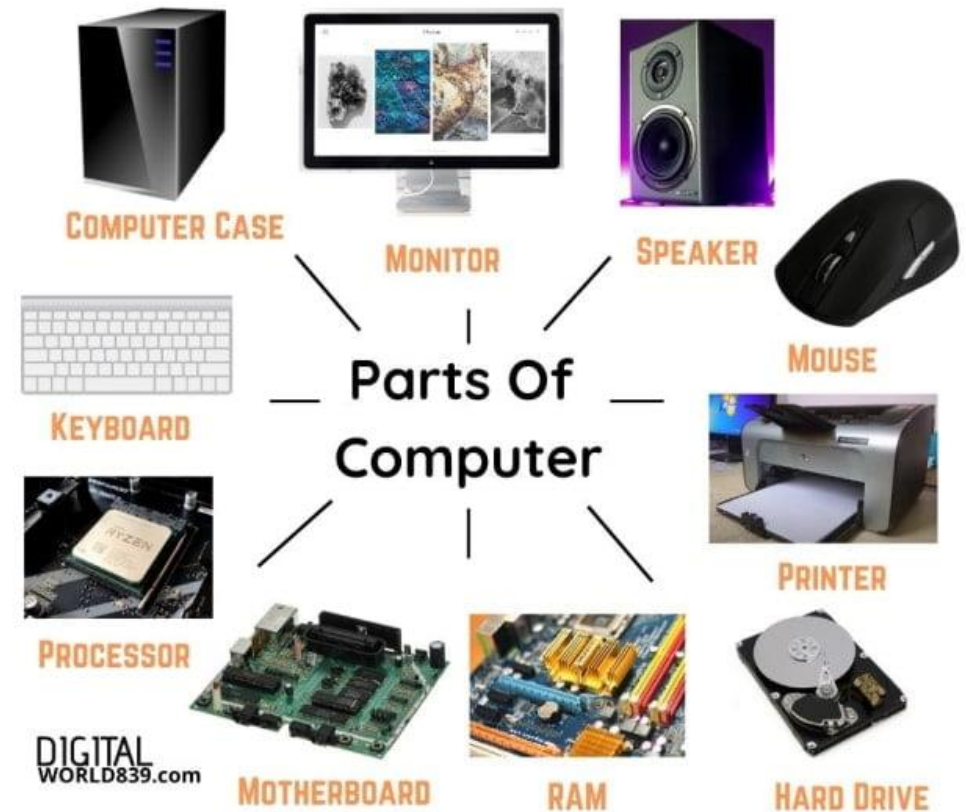 COMPUTER CASE
MONITOR
SPEAKER
MOUSE
KEYBOARD
Parts Of
Computer
PRINTER
RYZEN
PROCESSOR
MOTHERBOARD
RAM
HARD DRIVE
DIGITAL
WORLD839.com